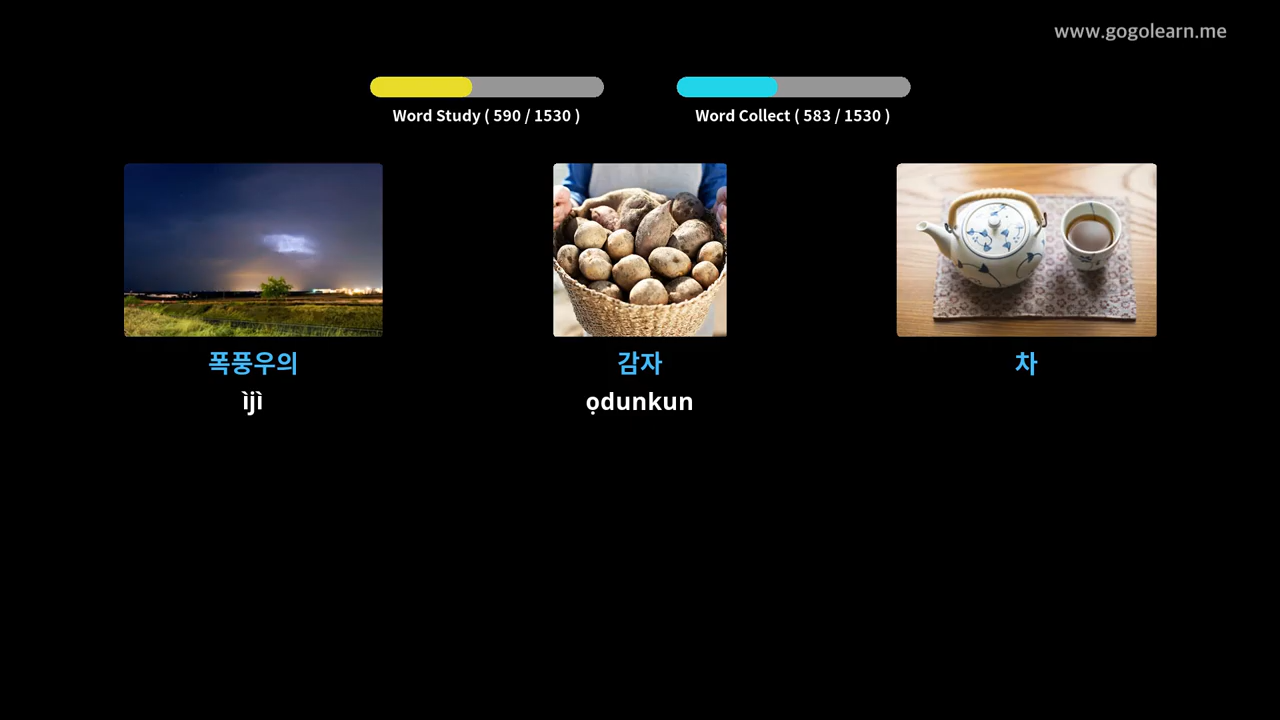 www.gogolearn.me
Word Study ( 590 / 1530 )
Word Collect ( 583 / 1530 )
폭풍우의
감자
차
ìjì
ọdunkun